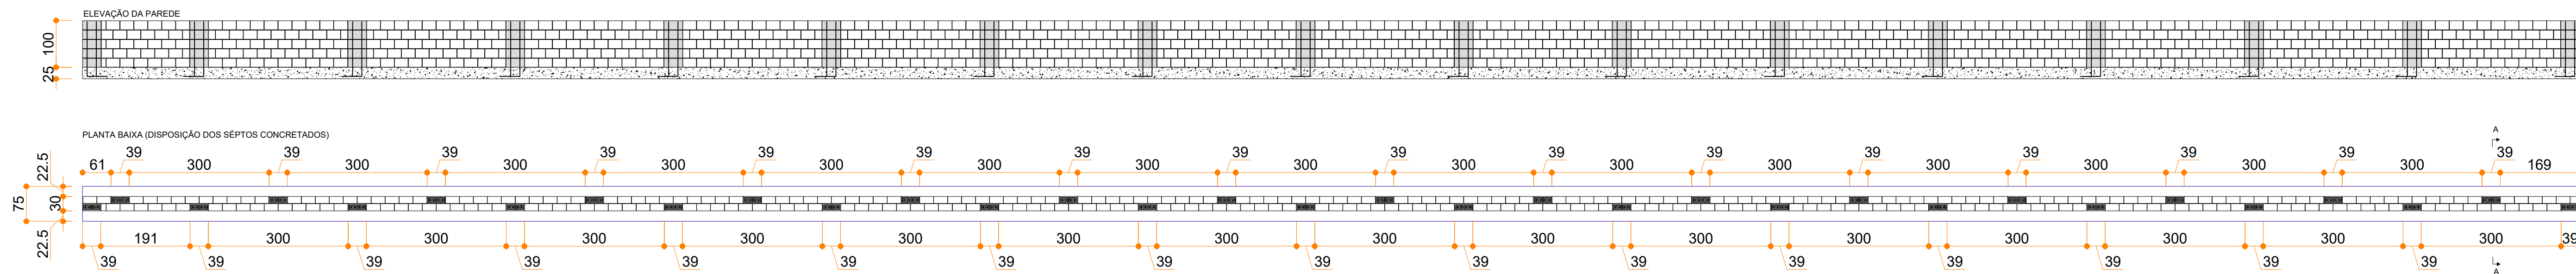 ELEVAÇÃO DA PAREDE
100
25
PLANTA BAIXA (DISPOSIÇÃO DOS SÉPTOS CONCRETADOS)
A
39 39 39 39 39 39 39 39 39 39 39 39 39 39 39 39
61 300 300 300 300 300 300 300 300 300 300 300 300 300 300 300 169
22.5
75
30
22.5
191 300 300 300 300 300 300 300 300 300 300 300 300 300 300 300 39
39 39 39 39 39 39 39 39 39 39 39 39 39 39 39 39
A